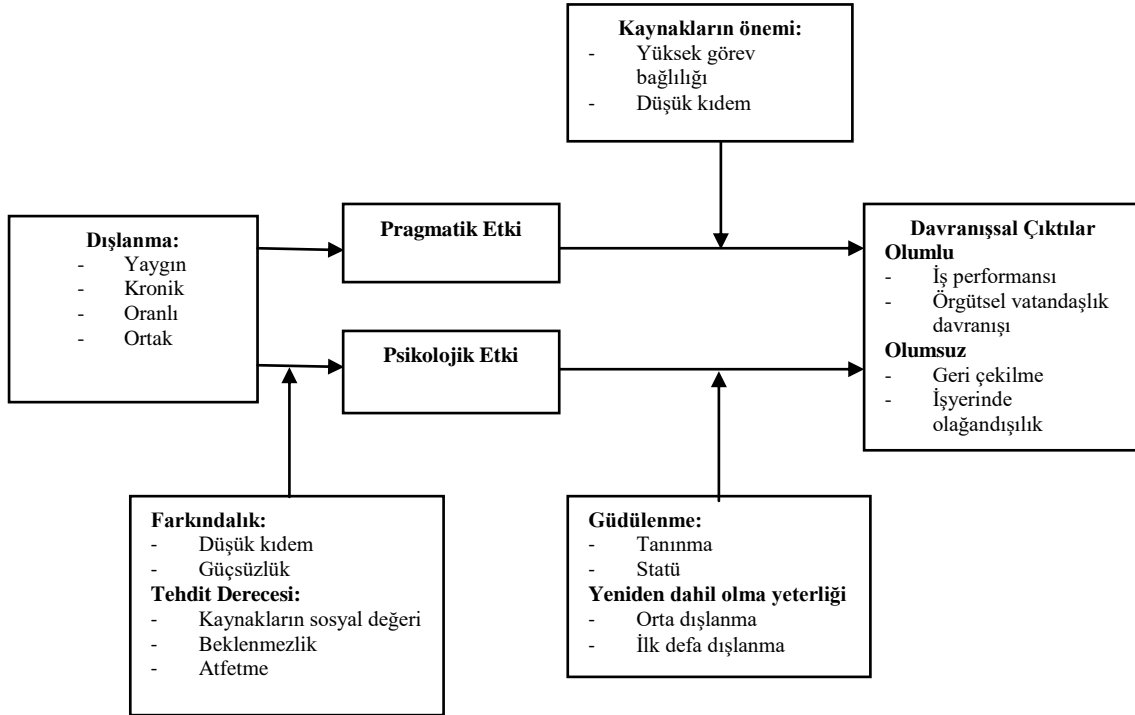 Kaynakların önemi:
- Yüksek görev
bağlılığı
- Düşük kıdem
Dışlanma:
- Yaygın
- Kronik
- Oranlı
- Ortak
Pragmatik Etki
Psikolojik Etki
Davranışsal Çıktılar
Olumlu
- İş performansı
- Örgütsel vatandaşlık
davranışı
Olumsuz
- Geri çekilme
- İşyerinde
olağandışılık
Farkındalık:
- Düşük kıdem
- Güçsüzlük
Tehdit Derecesi:
- Kaynakların sosyal değeri
- Beklenmezlik
- Atfetme
Güdülenme:
- Tanınma
- Statü
Yeniden dahil olma yeterliği
- Orta dışlanma
- İlk defa dışlanma